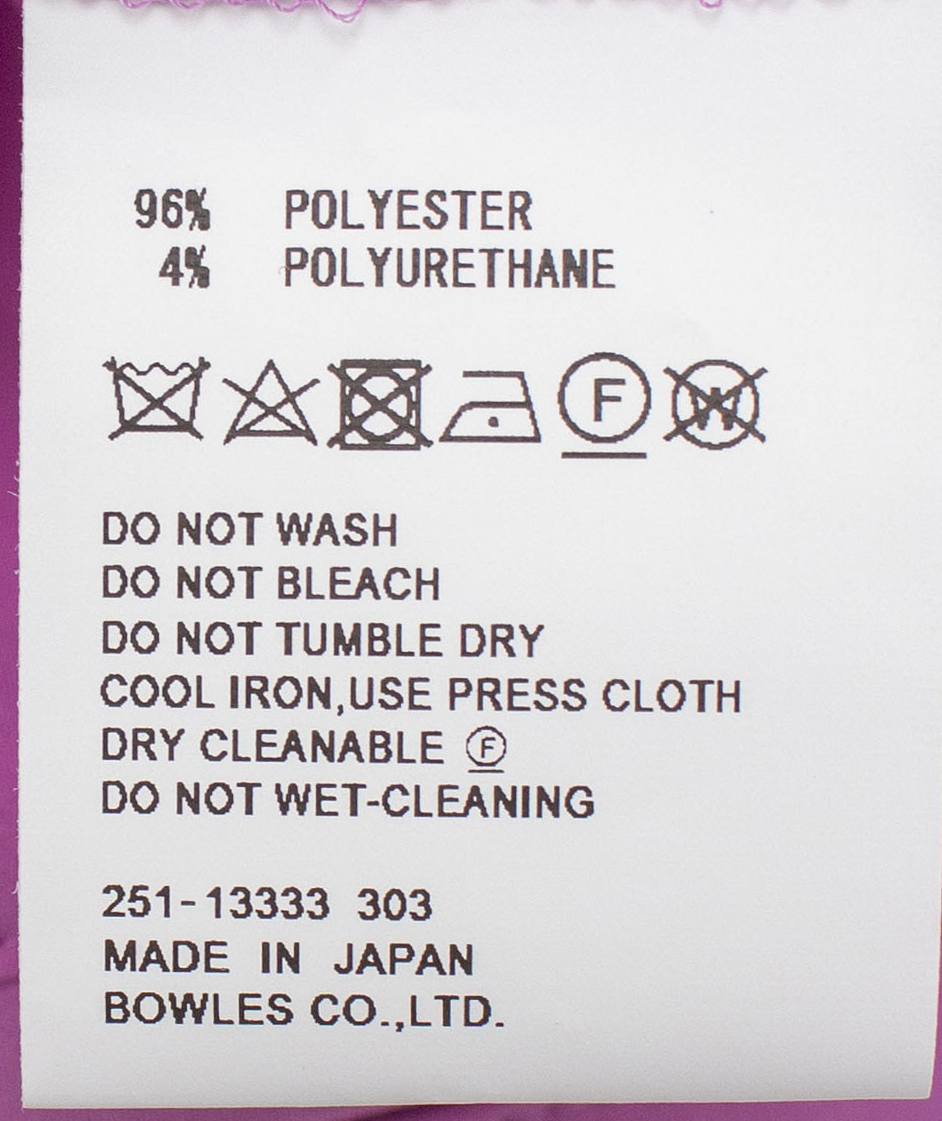 96% POLYESTER
4% POLYURETHANE
F W
DO NOT WASH
DO NOT BLEACH
DO NOT TUMBLE DRY
COOL IRON,USE PRESS CLOTH
DRY CLEANABLE Ⓕ
DO NOT WET-CLEANING
251-13333 303
MADE IN JAPAN
BOWLES CO.,LTD.